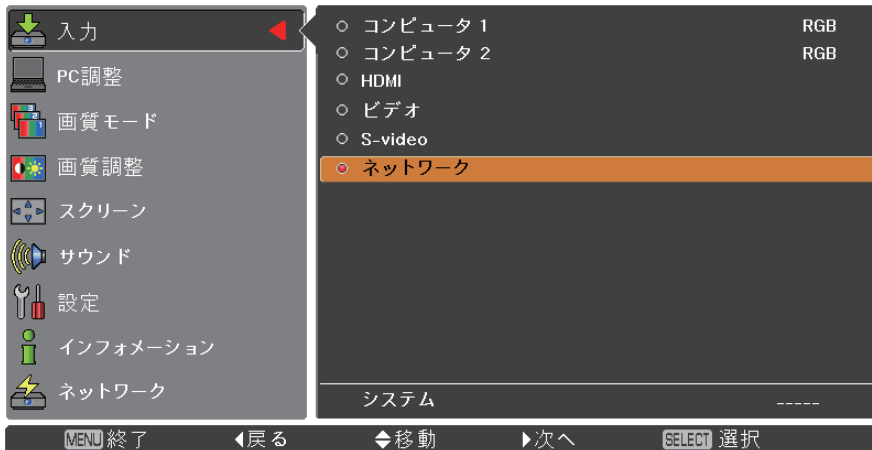 入力
PC調整
画質モード
画質調整
スクリーン
サウンド
設定
インフォメーション
ネットワーク
コンピュータ 1 RGB
コンピュータ 2 RGB
HDMI
ビデオ
S-video
ネットワーク
システム -----
MENU 終了 戻る 移動 次へ SELECT 選択